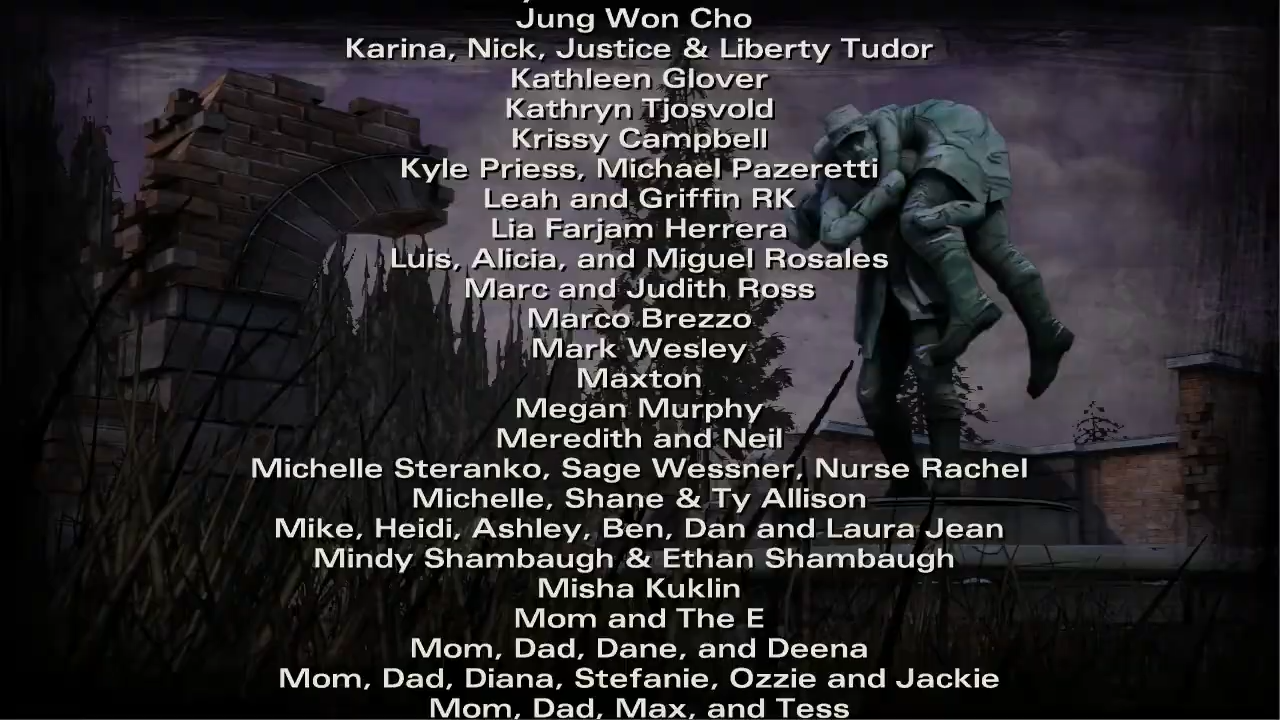 Jung Won Cho
Karina, Nick, Justice & Liberty Tudor
Kathleen Glover
Kathryn Tjosvold
Krissy Campbell
Kyle Priess, Michael Pazeretti
Leah and Griffin RK
Lia Farjam Herrera
Luis, Alicia, and Miguel Rosales
Marc and Judith Ross
Marco Brezzo
Mark Wesley
Maxton
Megan Murphy
Meredith and Neil
Michelle Steranko, Sage Wessner, Nurse Rachel
Michelle, Shane & Ty Allison
Mike, Heidi, Ashley, Ben, Dan and Laura Jean
Mindy Shambaugh & Ethan Shambaugh
Misha Kuklin
Mom and The E
Mom, Dad, Dane, and Deena
Mom, Dad, Diana, Stefanie, Ozzie and Jackie
Mom, Dad, Max, and Tess